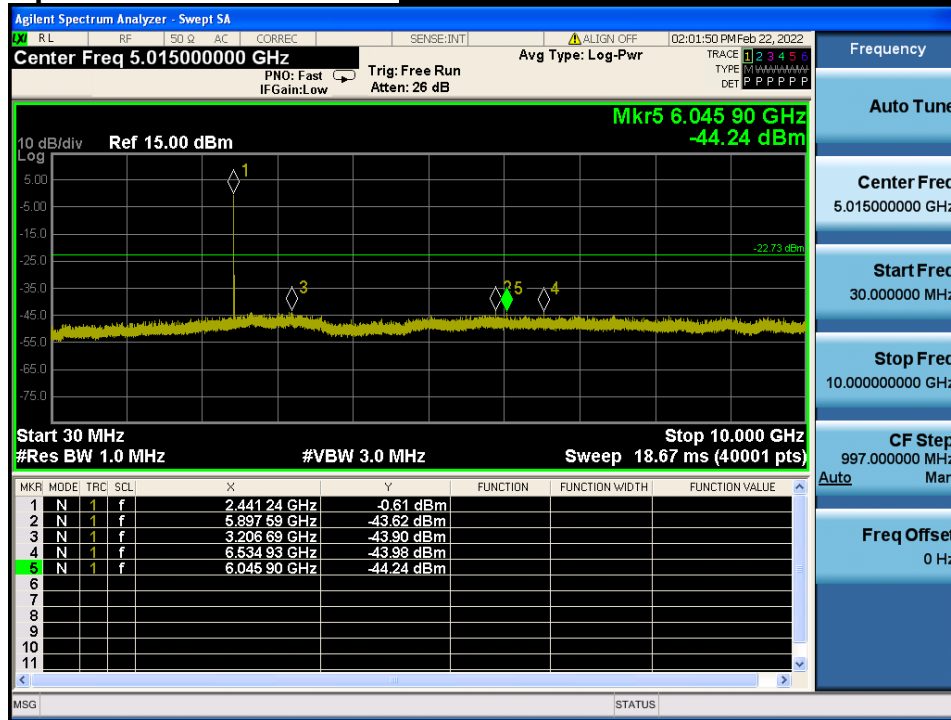 Agilent Spectrum Analyzer - Swept SA
LXI RL RF 50 Ω AC CORREC SENSE:INT ALIGN OFF 02:01:50 PM Feb 22, 2022
Center Freq 5.015000000 GHz Avg Type: Log-Pwr TRACE 1 2 3 4 5 6
PNO: Fast Trig: Free Run TYPE M
IFGain:Low Atten: 26 dB DET P P P P P P
Frequency
Auto Tune
Center Freq
5.015000000 GHz
Start Freq
30.000000 MHz
Stop Freq
10.000000000 GHz
CF Step
997.000000 MHz
Auto Man
Freq Offset
0 Hz
Mkr5 6.045 90 GHz
10 dB/div Ref 15.00 dBm -44.24 dBm
Log
5.00
-5.00
-15.0
-22.73 dBm
-25.0
-35.0
-45.0
-55.0
-65.0
-75.0
1
3
2 5 4
Start 30 MHz Stop 10.000 GHz
#Res BW 1.0 MHz #VBW 3.0 MHz Sweep 18.67 ms (40001 pts)
MKR MODE TRC SCL X Y FUNCTION FUNCTION WIDTH FUNCTION VALUE
1 N 1 f 2.441 24 GHz -0.61 dBm
2 N 1 f 5.897 59 GHz -43.62 dBm
3 N 1 f 3.206 69 GHz -43.90 dBm
4 N 1 f 6.534 93 GHz -43.98 dBm
5 N 1 f 6.045 90 GHz -44.24 dBm
6
7
8
9
10
11
MSG STATUS